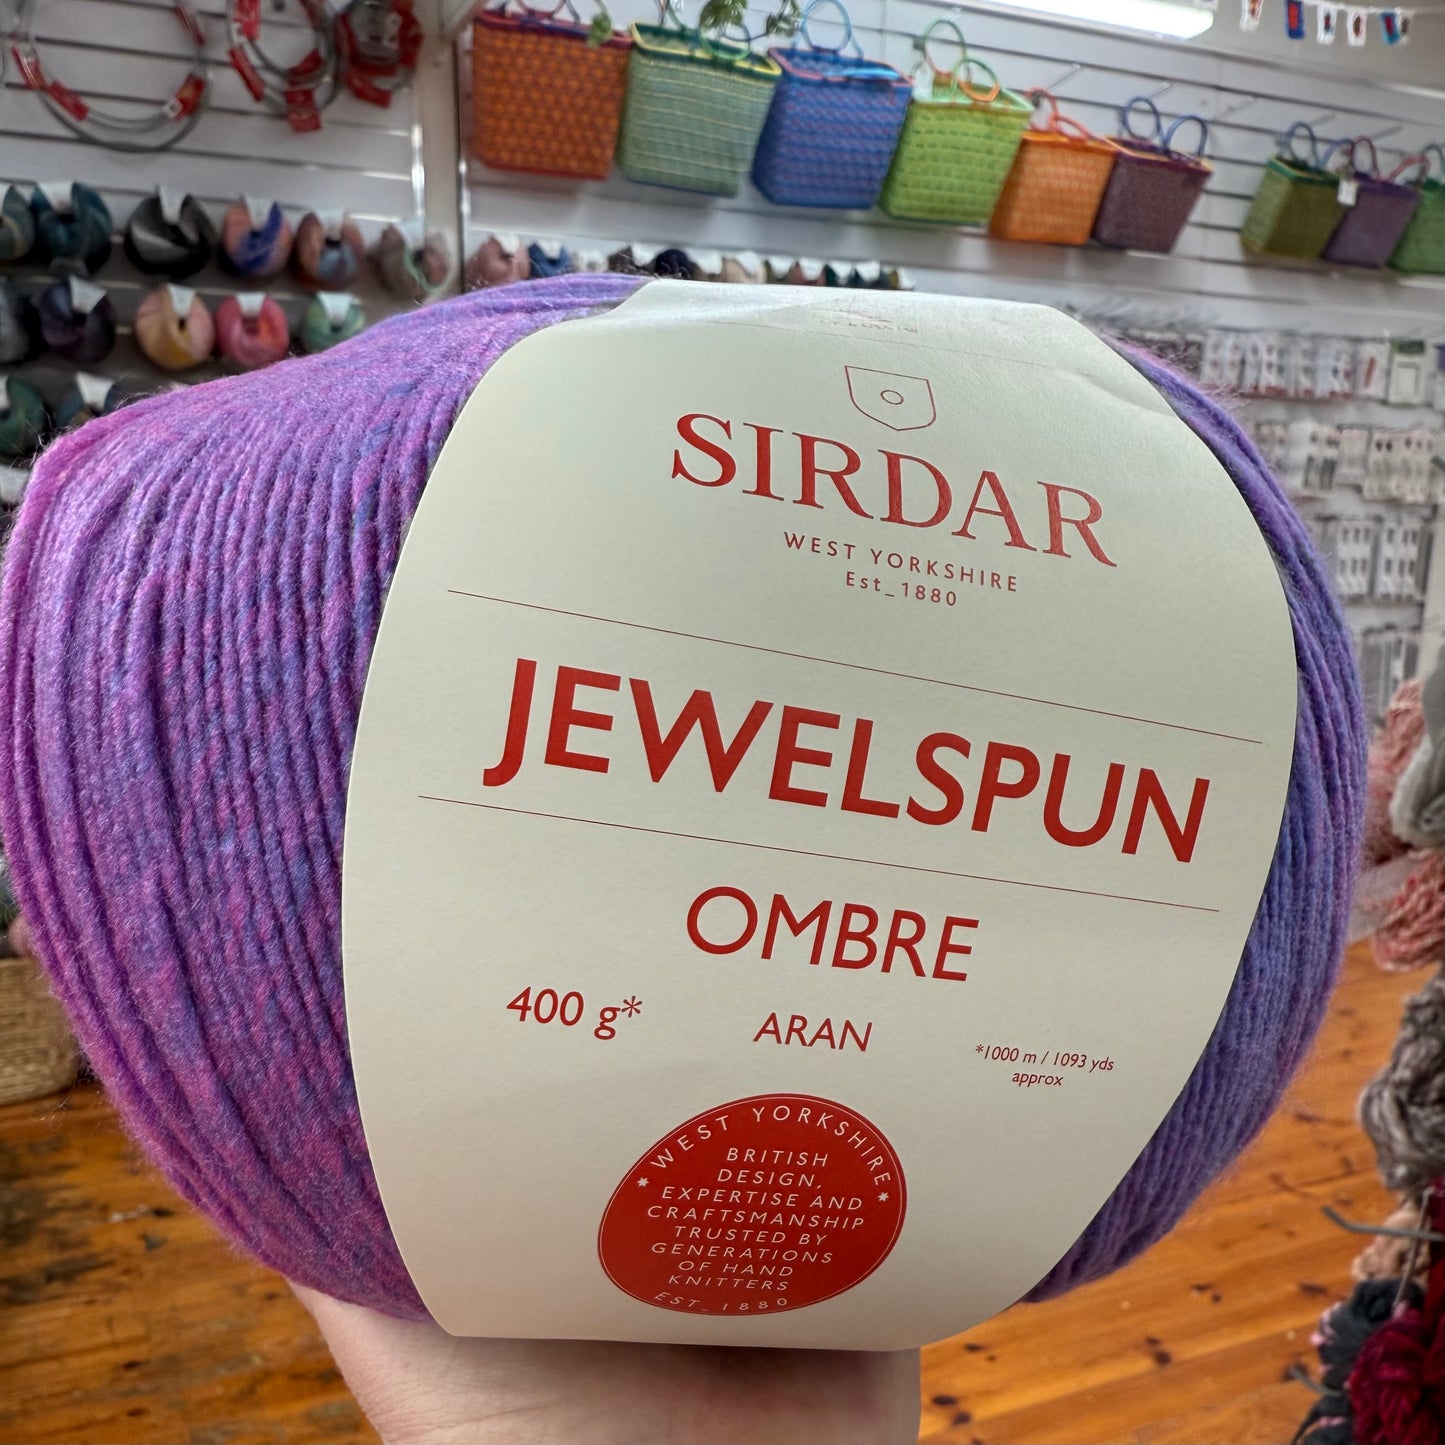 SIRDAR
WEST YORKSHIRE
Est_1880
JEWELSPUN
OMBRE
400 g*
ARAN
*1000 m / 1093 yds
approx
* WEST YORKSHIRE *
BRITISH
DESIGN,
EXPERTISE AND
CRAFTSMANSHIP
TRUSTED BY
GENERATIONS
OF HAND
KNITTERS
EST_1880